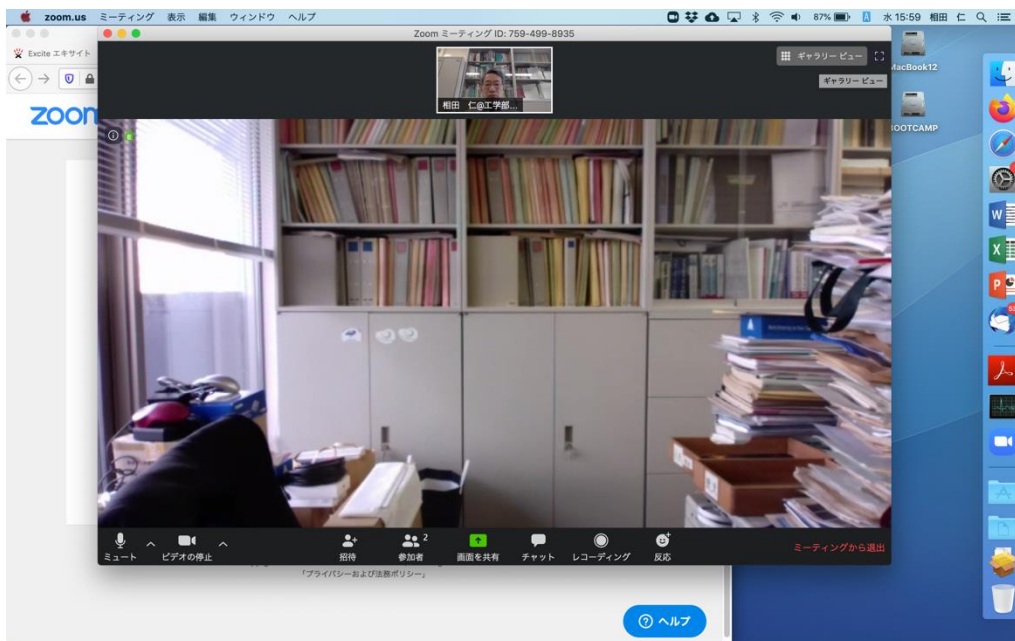 zoom.us ミーティング 表示 編集 ウィンドウ ヘルプ
87% 水15:59 相田 仁
Zoom ミーティング ID: 759-499-8935
Excite エキサイト
ギャラリー ビュー
ギャラリー ビュー
MacBook12
相田 仁@工学部...
zoom
BOOTCAMP
ミュート ビデオの停止 招待 参加者 2 画面を共有 チャット レコーディング 反応 ミーティングから退出
「プライバシーおよび法務ポリシー」
ヘルプ